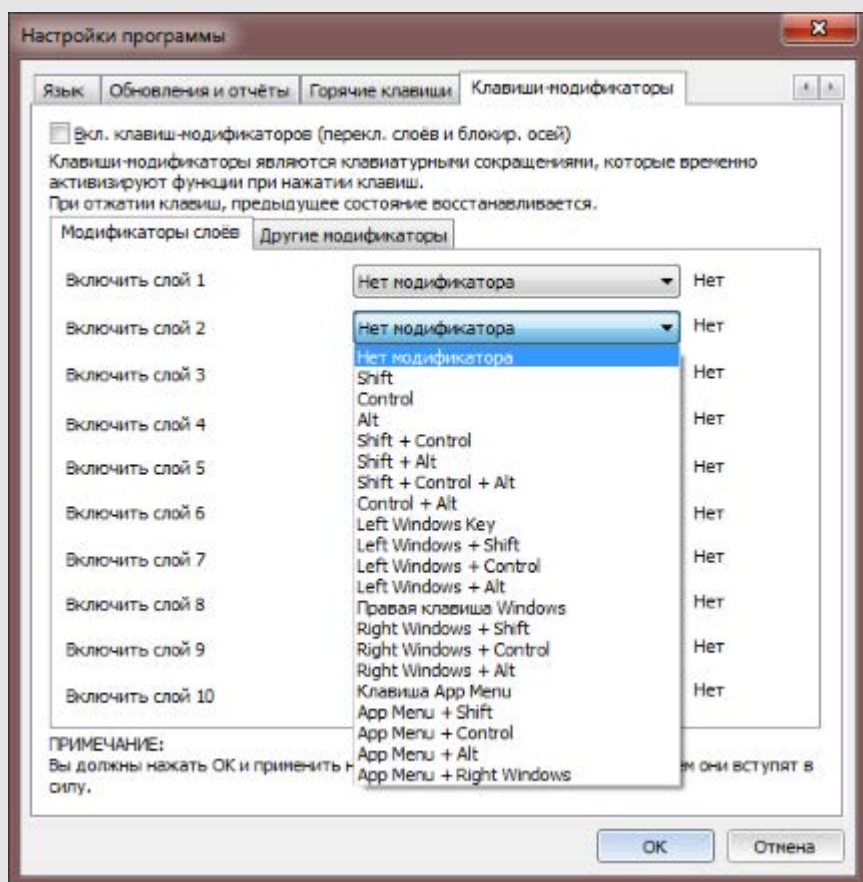 Настройки программы
Язык Обновления и отчёты Горячие клавиши Клавиши-модификаторы
Вкл. клавиш-модификаторов (перекл. слоёв и блокир. осей)
Клавиши-модификаторы являются клавиатурными сокращениями, которые временно
активизируют функции при нажатии клавиш.
При отжатии клавиш, предыдущее состояние восстанавливается.
Модификаторы слоёв Другие модификаторы
Включить слой 1 Нет модификатора Нет
Включить слой 2 Нет модификатора Нет
Нет модификатора
Включить слой 3 Нет
Shift
Control
Alt
Включить слой 4 Нет
Shift + Control
Shift + Alt
Включить слой 5 Нет
Shift + Control + Alt
Control + Alt
Включить слой 6 Нет
Left Windows Key
Left Windows + Shift
Включить слой 7 Нет
Left Windows + Control
Left Windows + Alt
Включить слой 8 Нет
Правая клавиша Windows
Right Windows + Shift
Включить слой 9 Нет
Right Windows + Control
Right Windows + Alt
Включить слой 10 Нет
Клавиша App Menu
App Menu + Shift
App Menu + Control
App Menu + Alt
App Menu + Right Windows
ПРИМЕЧАНИЕ:
Вы должны нажать ОК и применить н м они вступят в
силу.
OK Отмена